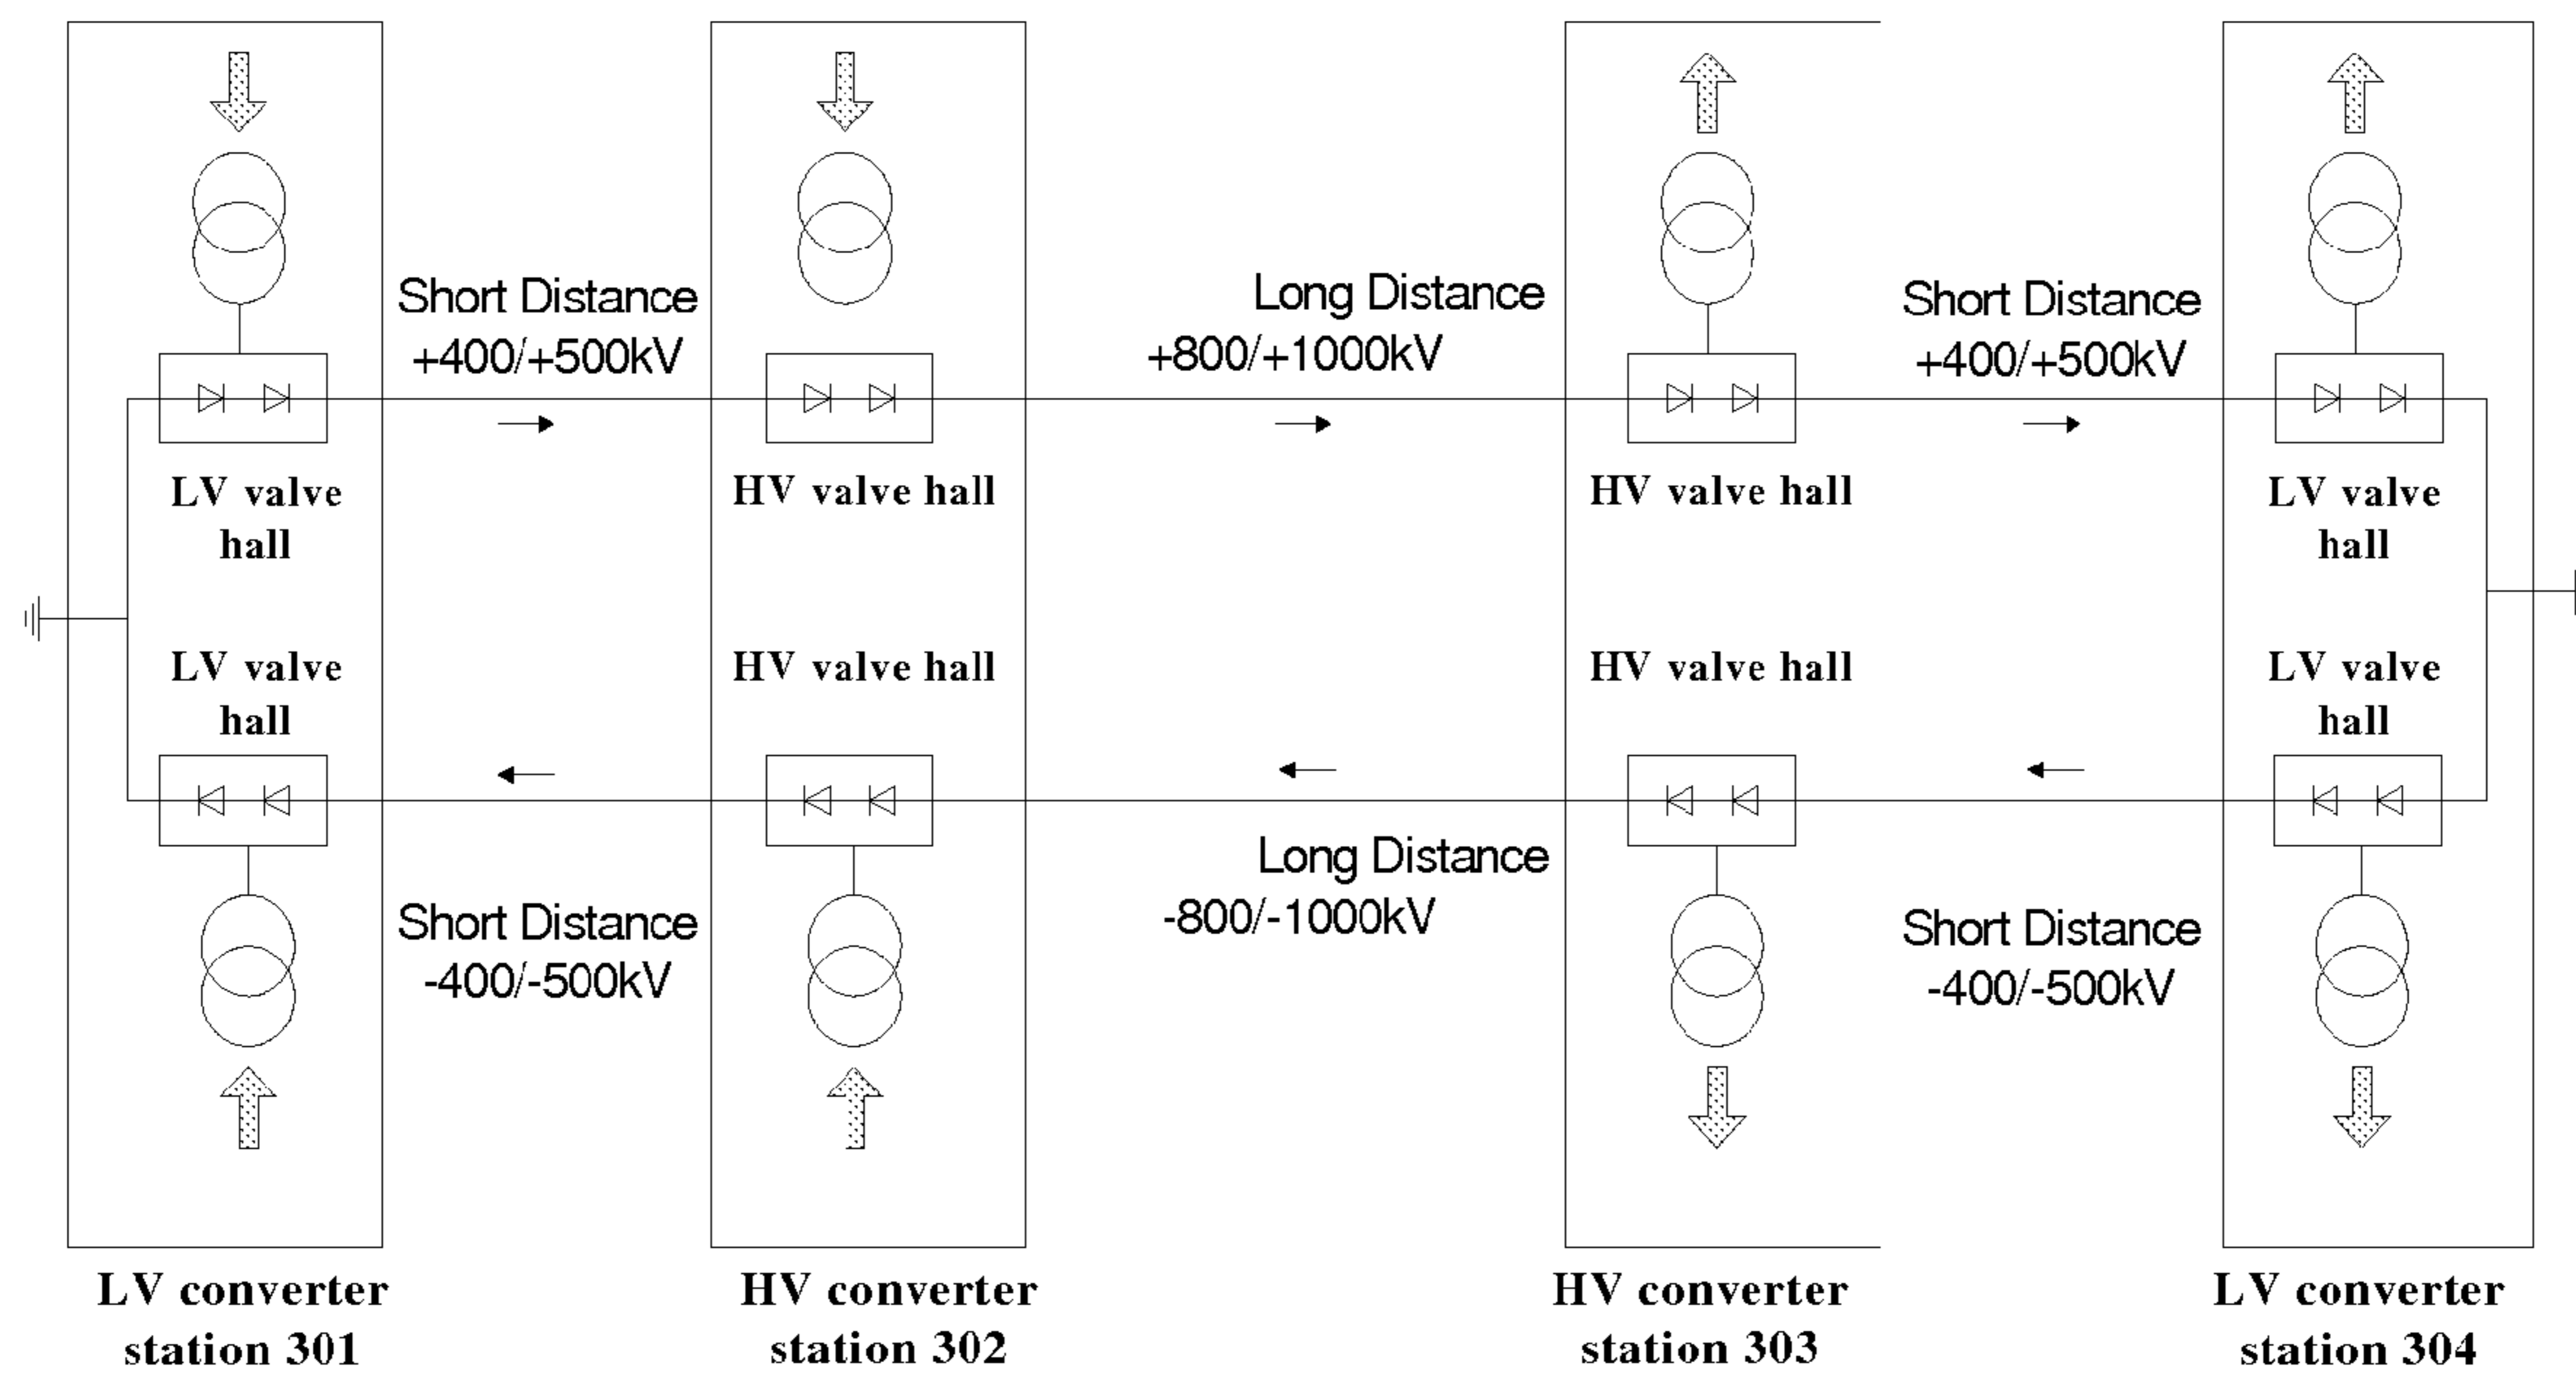 Short Distance
+400/+500kV
Long Distance
+800/+1000kV
Short Distance
+400/+500kV
LV valve
hall
HV valve hall
HV valve hall
LV valve
hall
LV valve
hall
HV valve hall
HV valve hall
LV valve
hall
Short Distance
-400/-500kV
Long Distance
-800/-1000kV
Short Distance
-400/-500kV
LV converter
station 301
HV converter
station 302
HV converter
station 303
LV converter
station 304